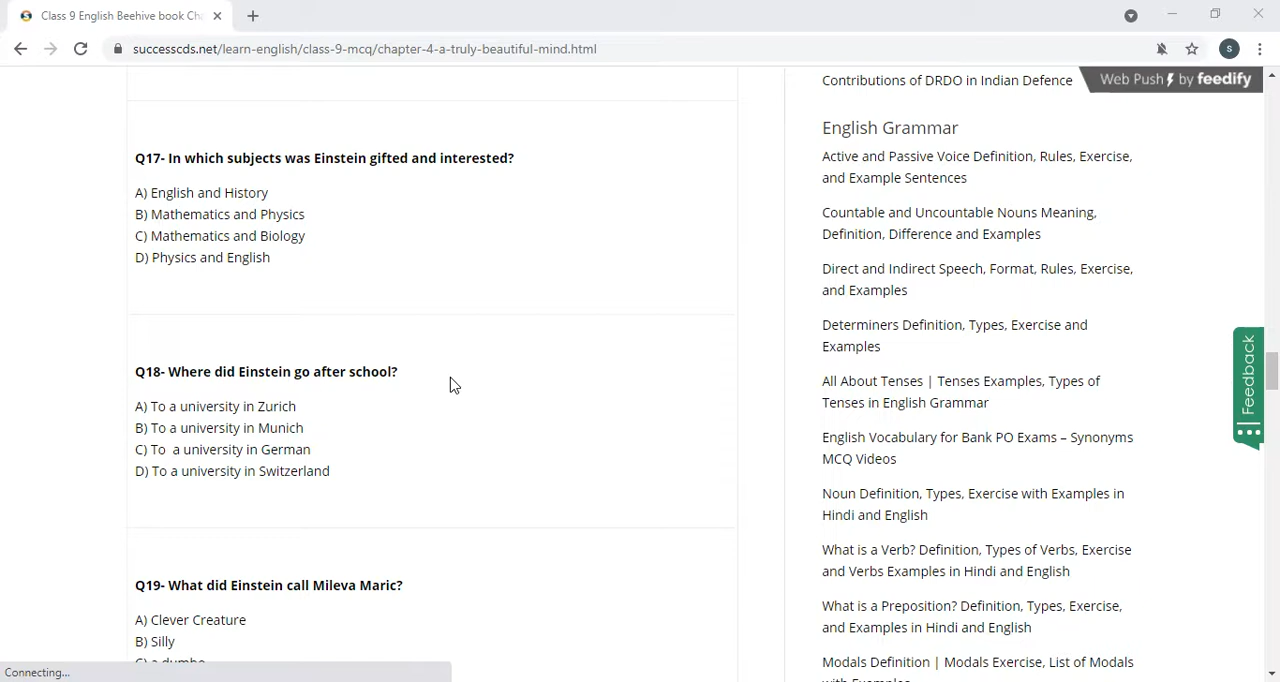 Class 9 English Beehive book Cha
successcds.net/learn-english/class-9-mcq/chapter-4-a-truly-beautiful-mind.html
S
Web Push by feedify
Q17- In which subjects was Einstein gifted and interested?
A) English and History
B) Mathematics and Physics
C) Mathematics and Biology
D) Physics and English
Q18- Where did Einstein go after school?
A) To a university in Zurich
B) To a university in Munich
C) To  a university in German
D) To a university in Switzerland
Q19- What did Einstein call Mileva Maric?
A) Clever Creature
B) Silly
C) a dumbo
Connecting...
Contributions of DRDO in Indian Defence
English Grammar
Active and Passive Voice Definition, Rules, Exercise,
and Example Sentences
Countable and Uncountable Nouns Meaning,
Definition, Difference and Examples
Direct and Indirect Speech, Format, Rules, Exercise,
and Examples
Determiners Definition, Types, Exercise and
Examples
All About Tenses | Tenses Examples, Types of
Tenses in English Grammar
English Vocabulary for Bank PO Exams – Synonyms
MCQ Videos
Noun Definition, Types, Exercise with Examples in
Hindi and English
What is a Verb? Definition, Types of Verbs, Exercise
and Verbs Examples in Hindi and English
What is a Preposition? Definition, Types, Exercise,
and Examples in Hindi and English
Modals Definition | Modals Exercise, List of Modals
with Examples
Feedback